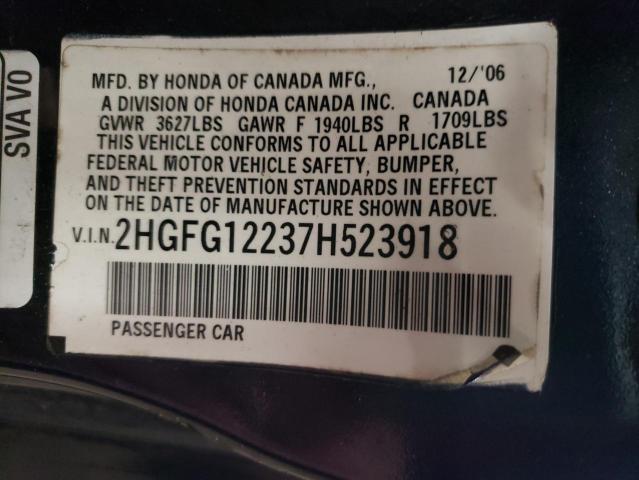 MFD. BY HONDA OF CANADA MFG., 12/'06
A DIVISION OF HONDA CANADA INC. CANADA
GVWR 3627LBS GAWR F 1940LBS R 1709LBS
THIS VEHICLE CONFORMS TO ALL APPLICABLE
FEDERAL MOTOR VEHICLE SAFETY, BUMPER,
AND THEFT PREVENTION STANDARDS IN EFFECT
ON THE DATE OF MANUFACTURE SHOWN ABOVE.
V.I.N. 2HGFG12237H523918
PASSENGER CAR
SVA VO